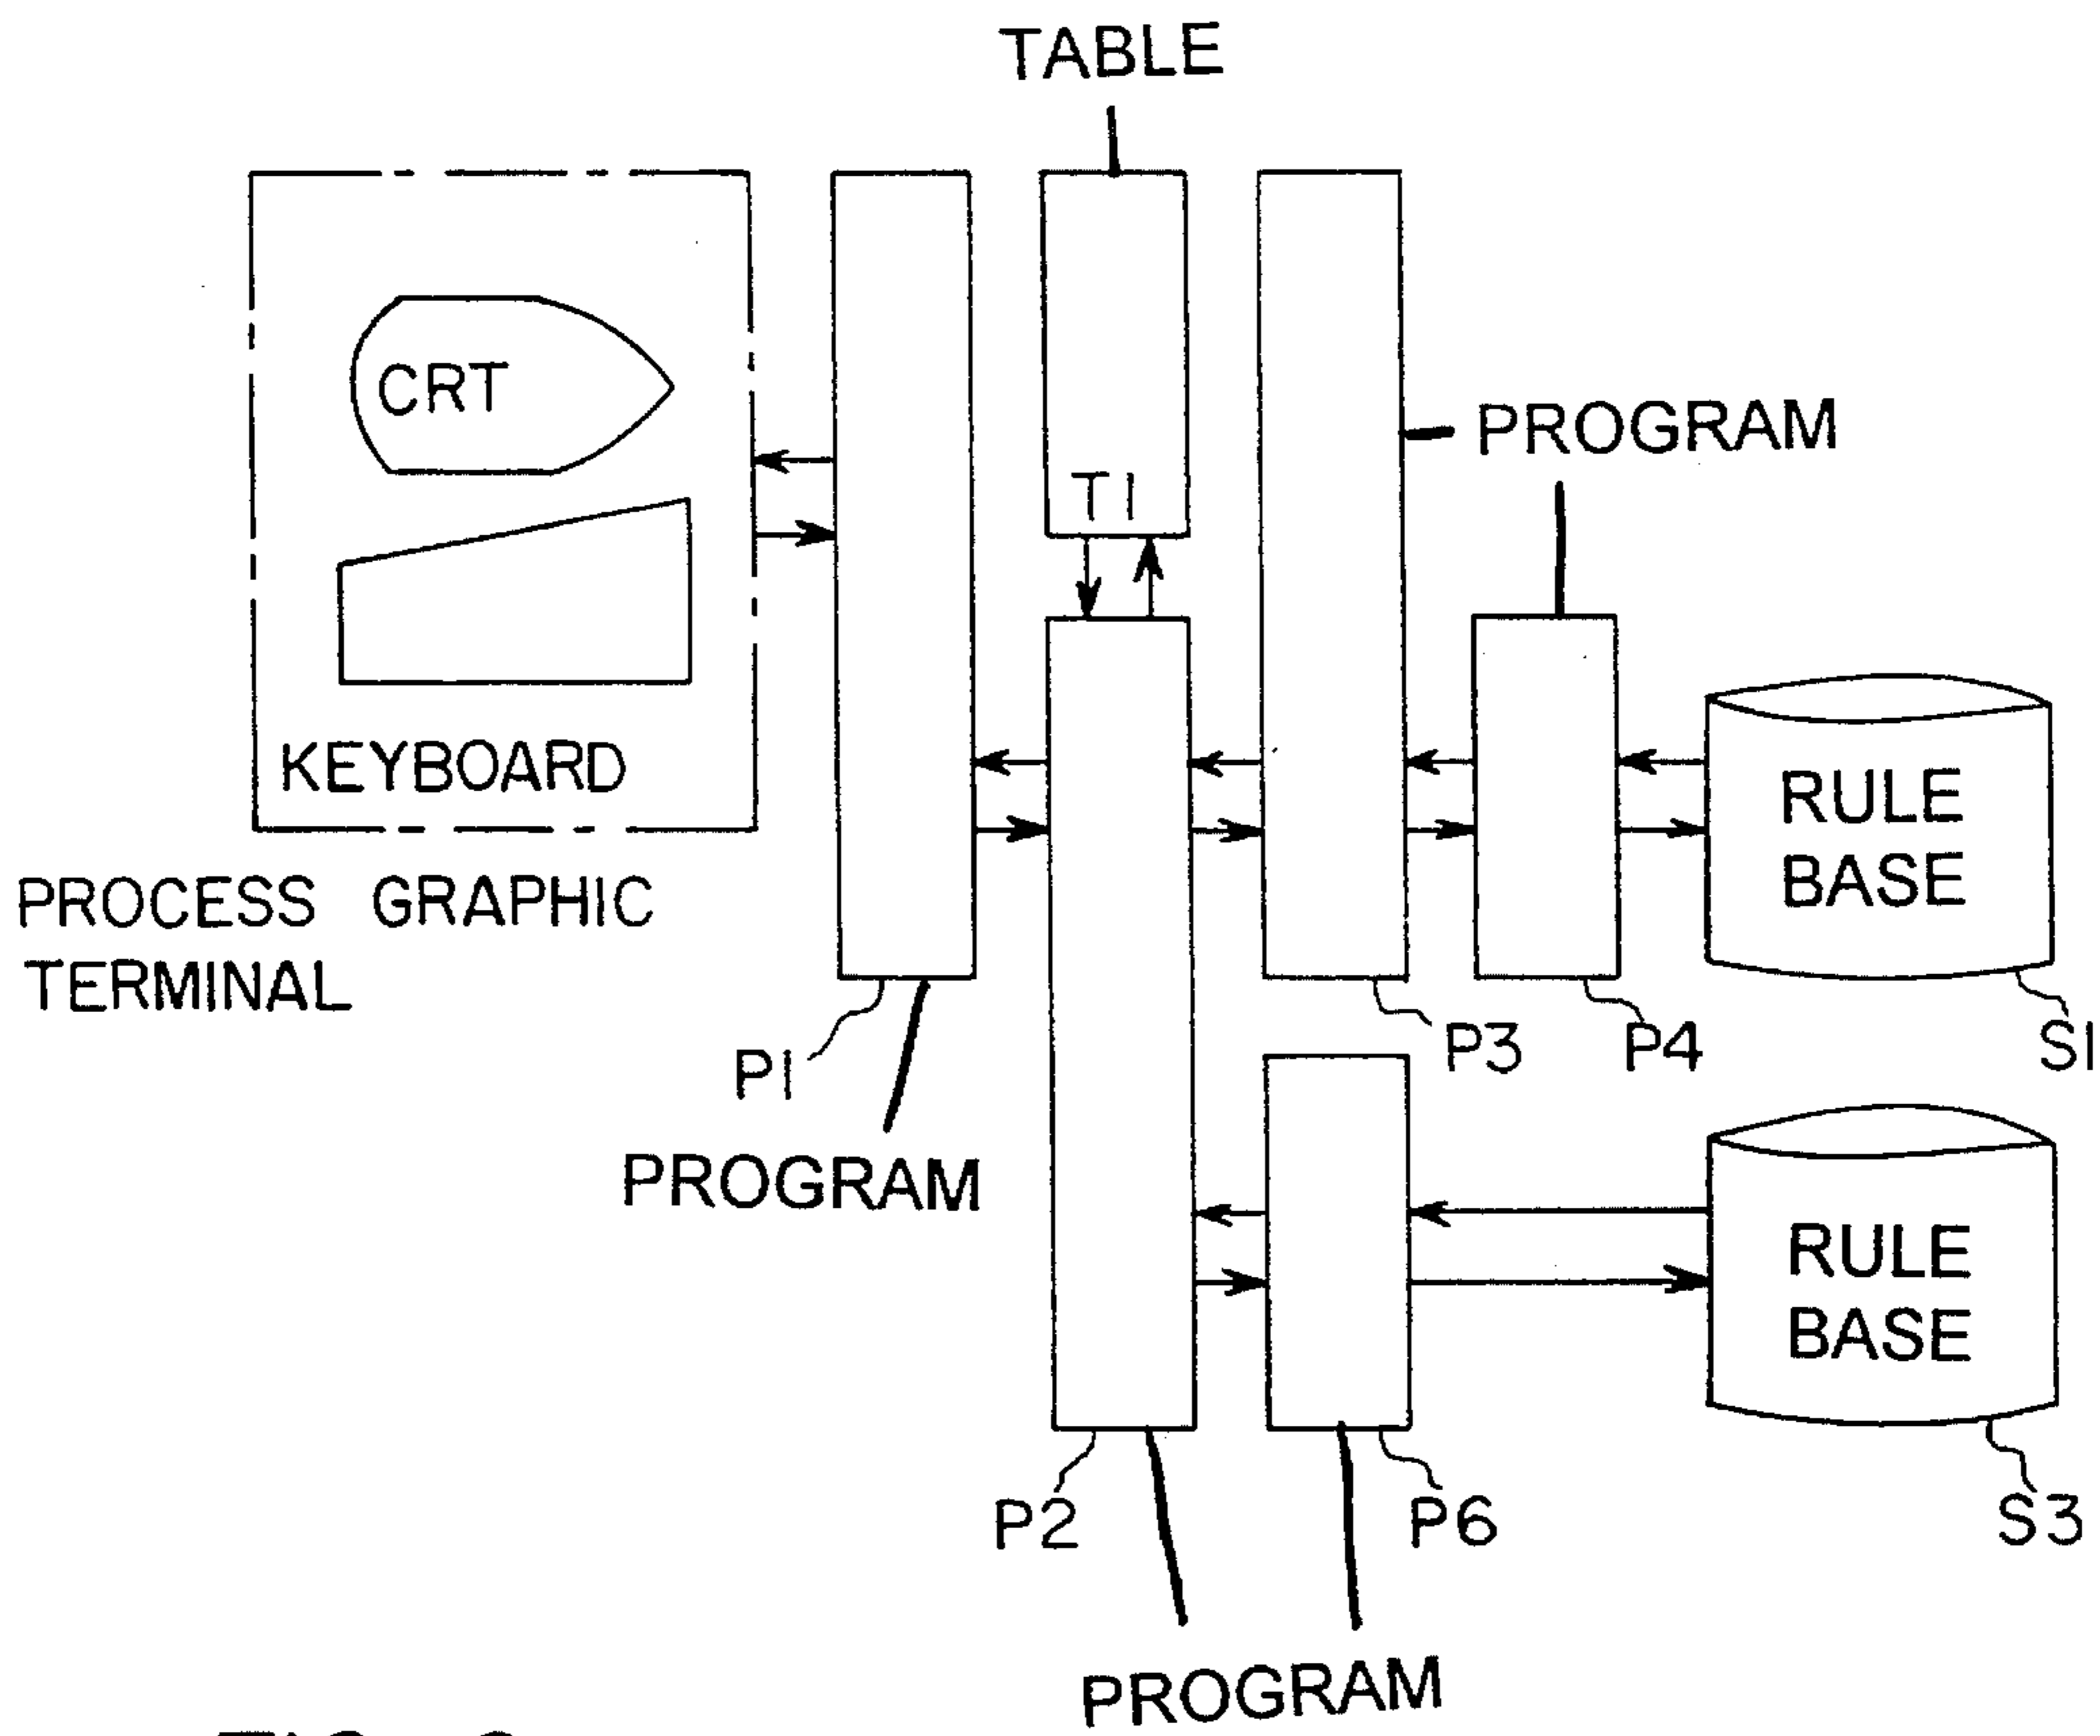 TABLE
CRT
T1
PROGRAM
KEYBOARD
RULE
BASE
PROCESS GRAPHIC
TERMINAL
P1
P3
P4
S1
PROGRAM
RULE
BASE
P2
P6
S3
PROGRAM